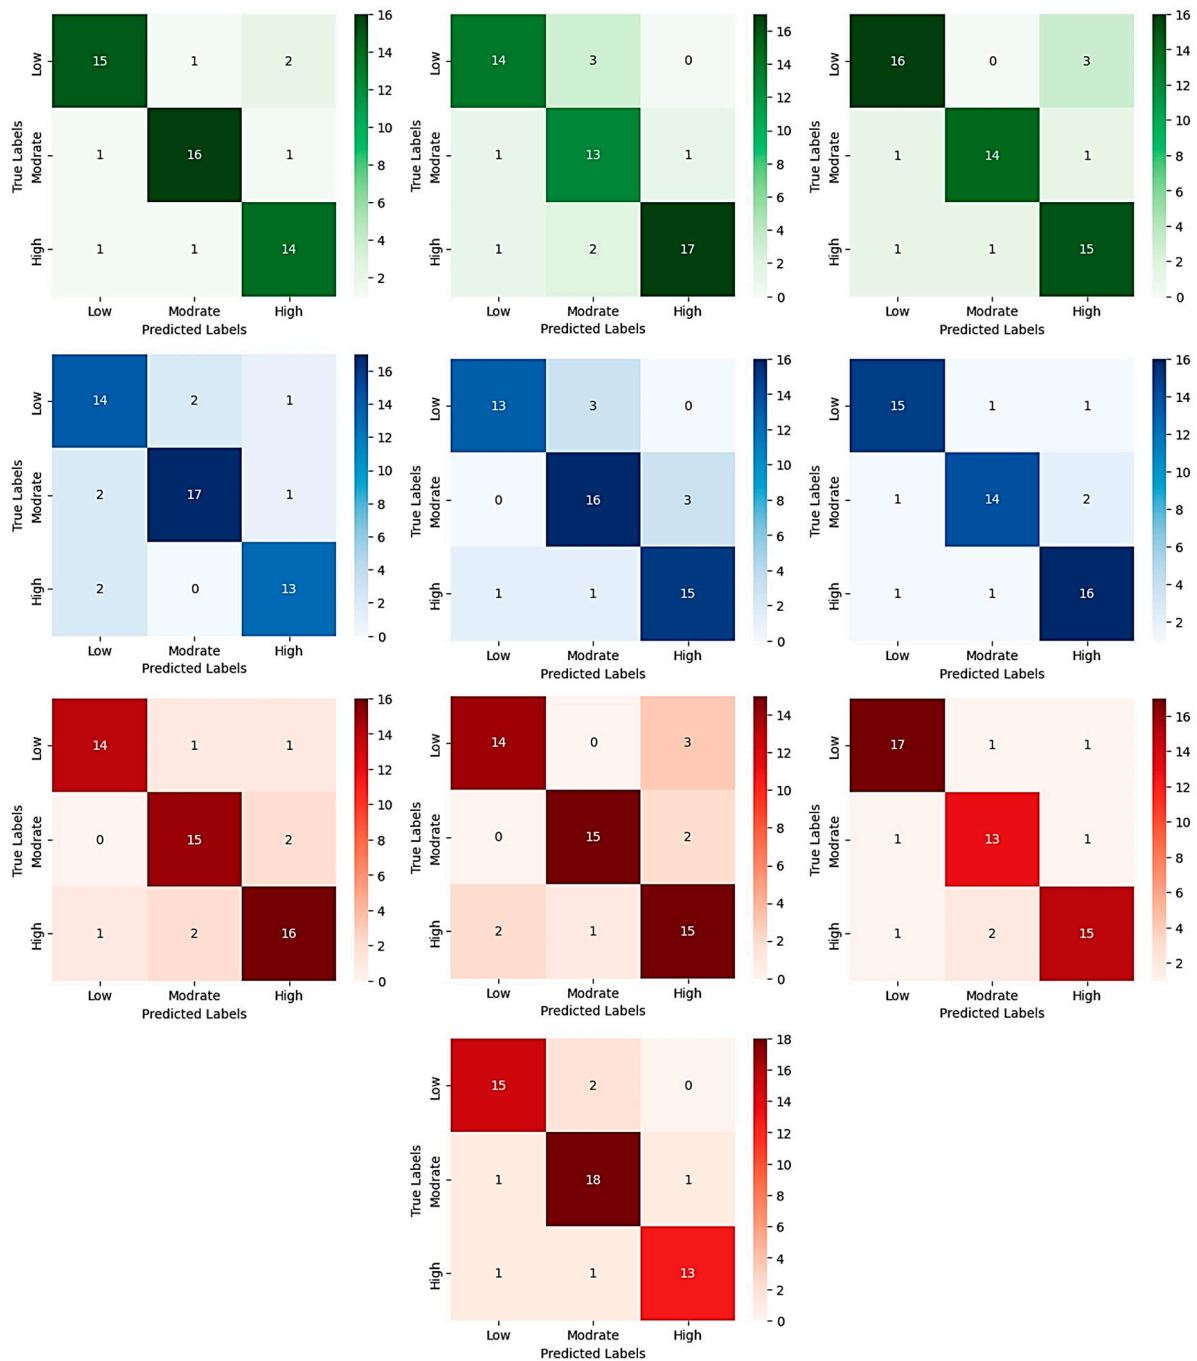 16
Low 15 1 2
14
12
True Labels
Modrate 1 16 1
10
8
6
High 1 1 14
4
2
Low Modrate High
Predicted Labels
Low 14 3 0
16
14
12
True Labels
Modrate 1 13 1
10
8
6
High 1 2 17
4
2
0
Low Modrate High
Predicted Labels
16
Low 16 0 3
14
12
True Labels
Modrate 1 14 1
10
8
6
High 1 1 15
4
2
0
Low Modrate High
Predicted Labels
Low 14 2 1
16
14
12
True Labels
Modrate 2 17 1
10
8
6
High 2 0 13
4
2
0
Low Modrate High
Predicted Labels
16
Low 13 3 0
14
12
True Labels
Modrate 0 16 3
10
8
6
High 1 1 15
4
2
0
Low Modrate High
Predicted Labels
16
Low 15 1 1
14
12
True Labels
Modrate 1 14 2
10
8
6
High 1 1 16
4
2
Low Modrate High
Predicted Labels
16
Low 14 1 1
14
12
True Labels
Modrate 0 15 2
10
8
6
High 1 2 16
4
2
0
Low Modrate High
Predicted Labels
Low 14 0 3
14
12
10
True Labels
Modrate 0 15 2
8
6
4
High 2 1 15
2
0
Low Modrate High
Predicted Labels
Low 17 1 1
16
14
12
True Labels
Modrate 1 13 1
10
8
6
High 1 2 15
4
2
Low Modrate High
Predicted Labels
18
Low 15 2 0
16
14
12
True Labels
Modrate 1 18 1
10
8
6
High 1 1 13
4
2
0
Low Modrate High
Predicted Labels